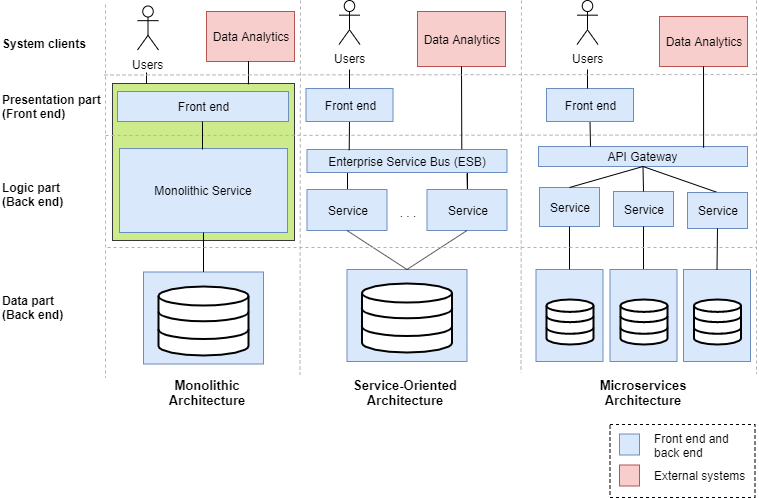 System clients
Users
Data Analytics
Users
Data Analytics
Users
Data Analytics
Presentation part
(Front end)
Front end
Front end
Front end
Logic part
(Back end)
Monolithic Service
Enterprise Service Bus (ESB)
Service
. . .
Service
API Gateway
Service
Service
Service
Data part
(Back end)
Monolithic
Architecture
Service-Oriented
Architecture
Microservices
Architecture
Front end and
back end
External systems